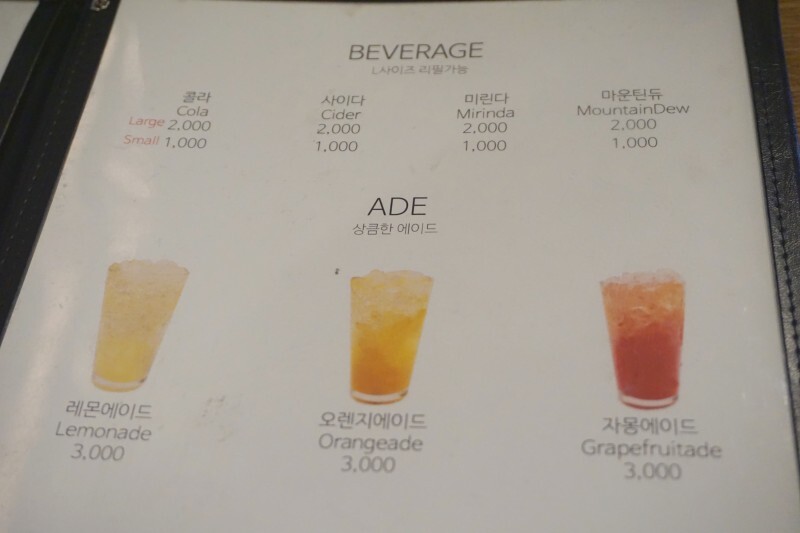 BEVERAGE
L사이즈 리필가능
콜라 사이다 미린다 마운틴듀
Cola Cider Mirinda MountainDew
Large 2,000 2,000 2,000 2,000
Small 1,000 1,000 1,000 1,000
ADE
상큼한 에이드
레몬에이드 오렌지에이드 자몽에이드
Lemonade Orangeade Grapefruitade
3,000 3,000 3,000